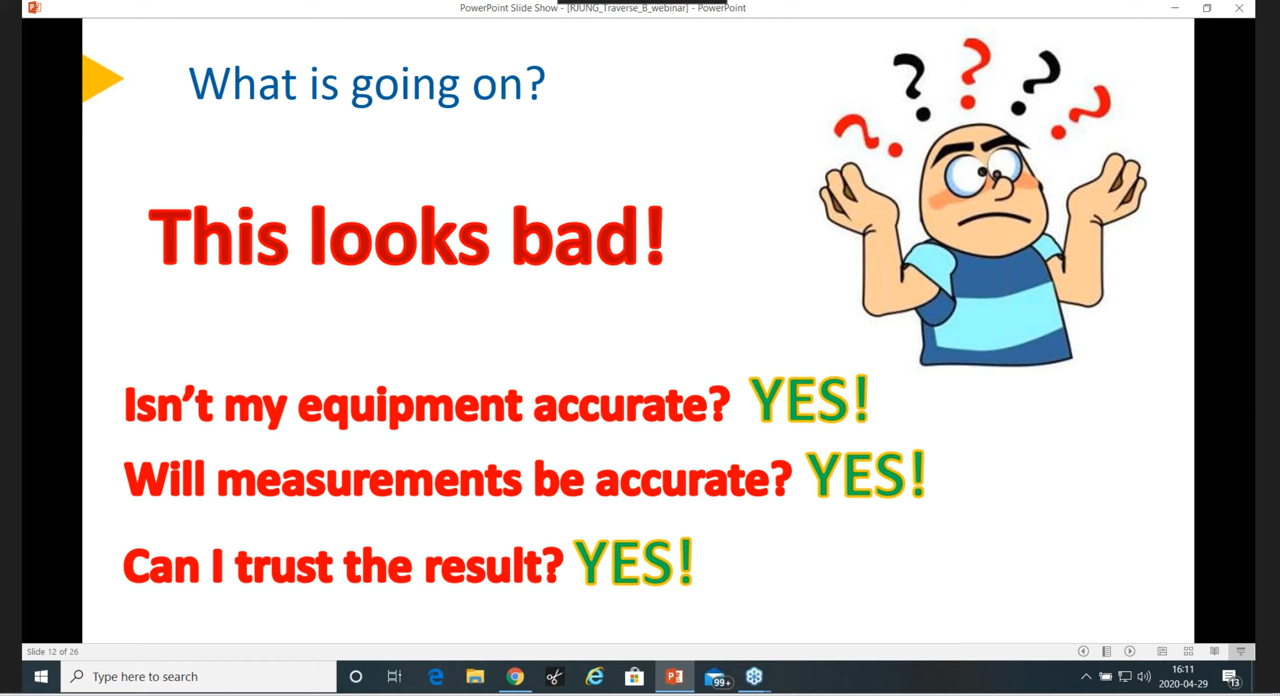 PowerPoint Slide Show - [RJUNG_Traverse_B_webinar] - PowerPoint
What is going on?
? ? ? ? ?
This looks bad!
Isn’t my equipment accurate? YES!
Will measurements be accurate? YES!
Can I trust the result? YES!
Slide 12 of 26
Type here to search
99+
16:11
2020-04-29
13